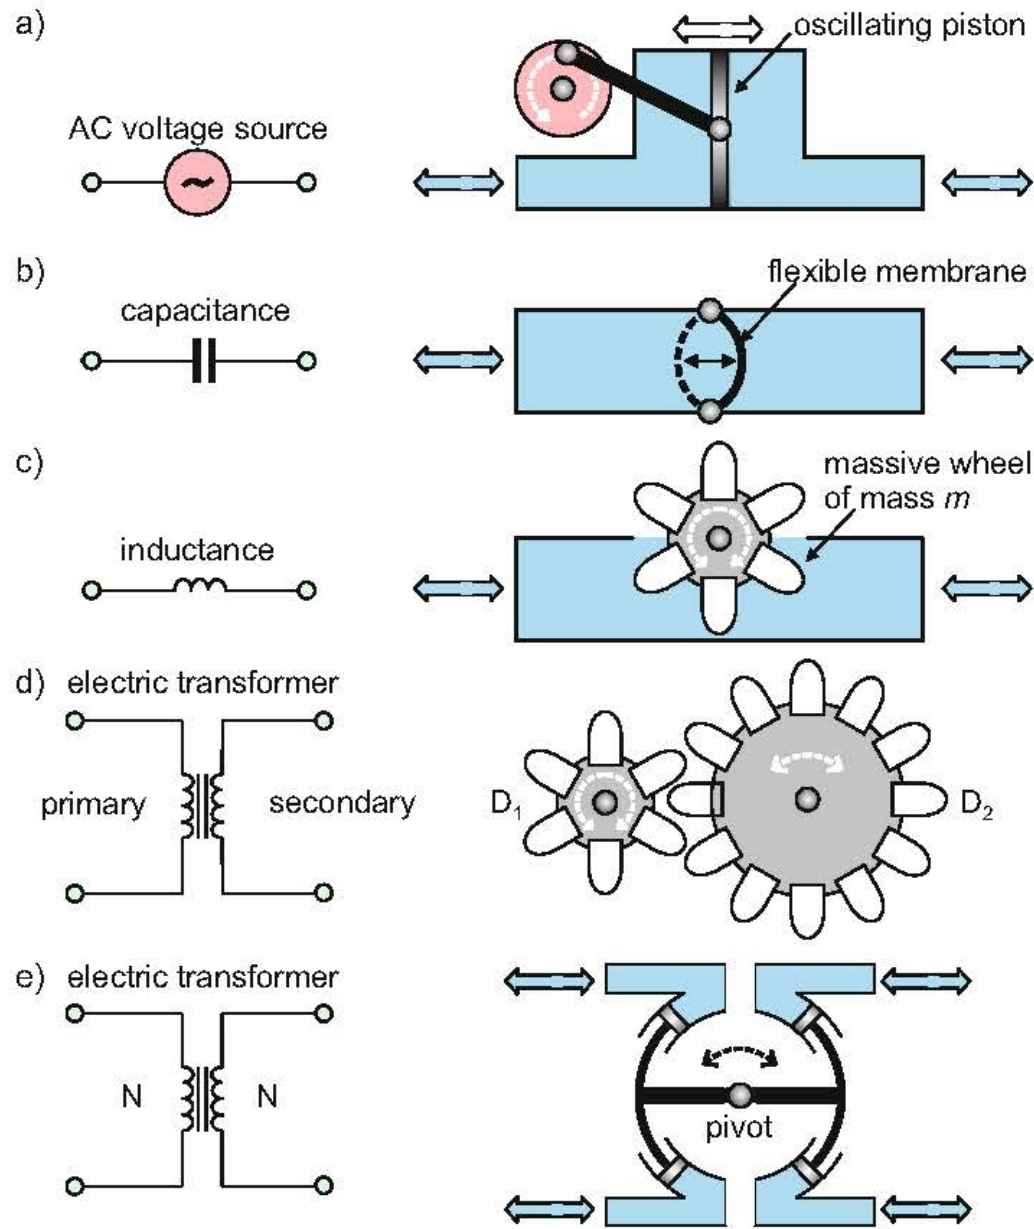 a)
oscillating piston
AC voltage source
~
b)
flexible membrane
capacitance
c)
massive wheel
of mass m
inductance
d) electric transformer
primary
secondary
D₁
D₂
e) electric transformer
N
N
pivot